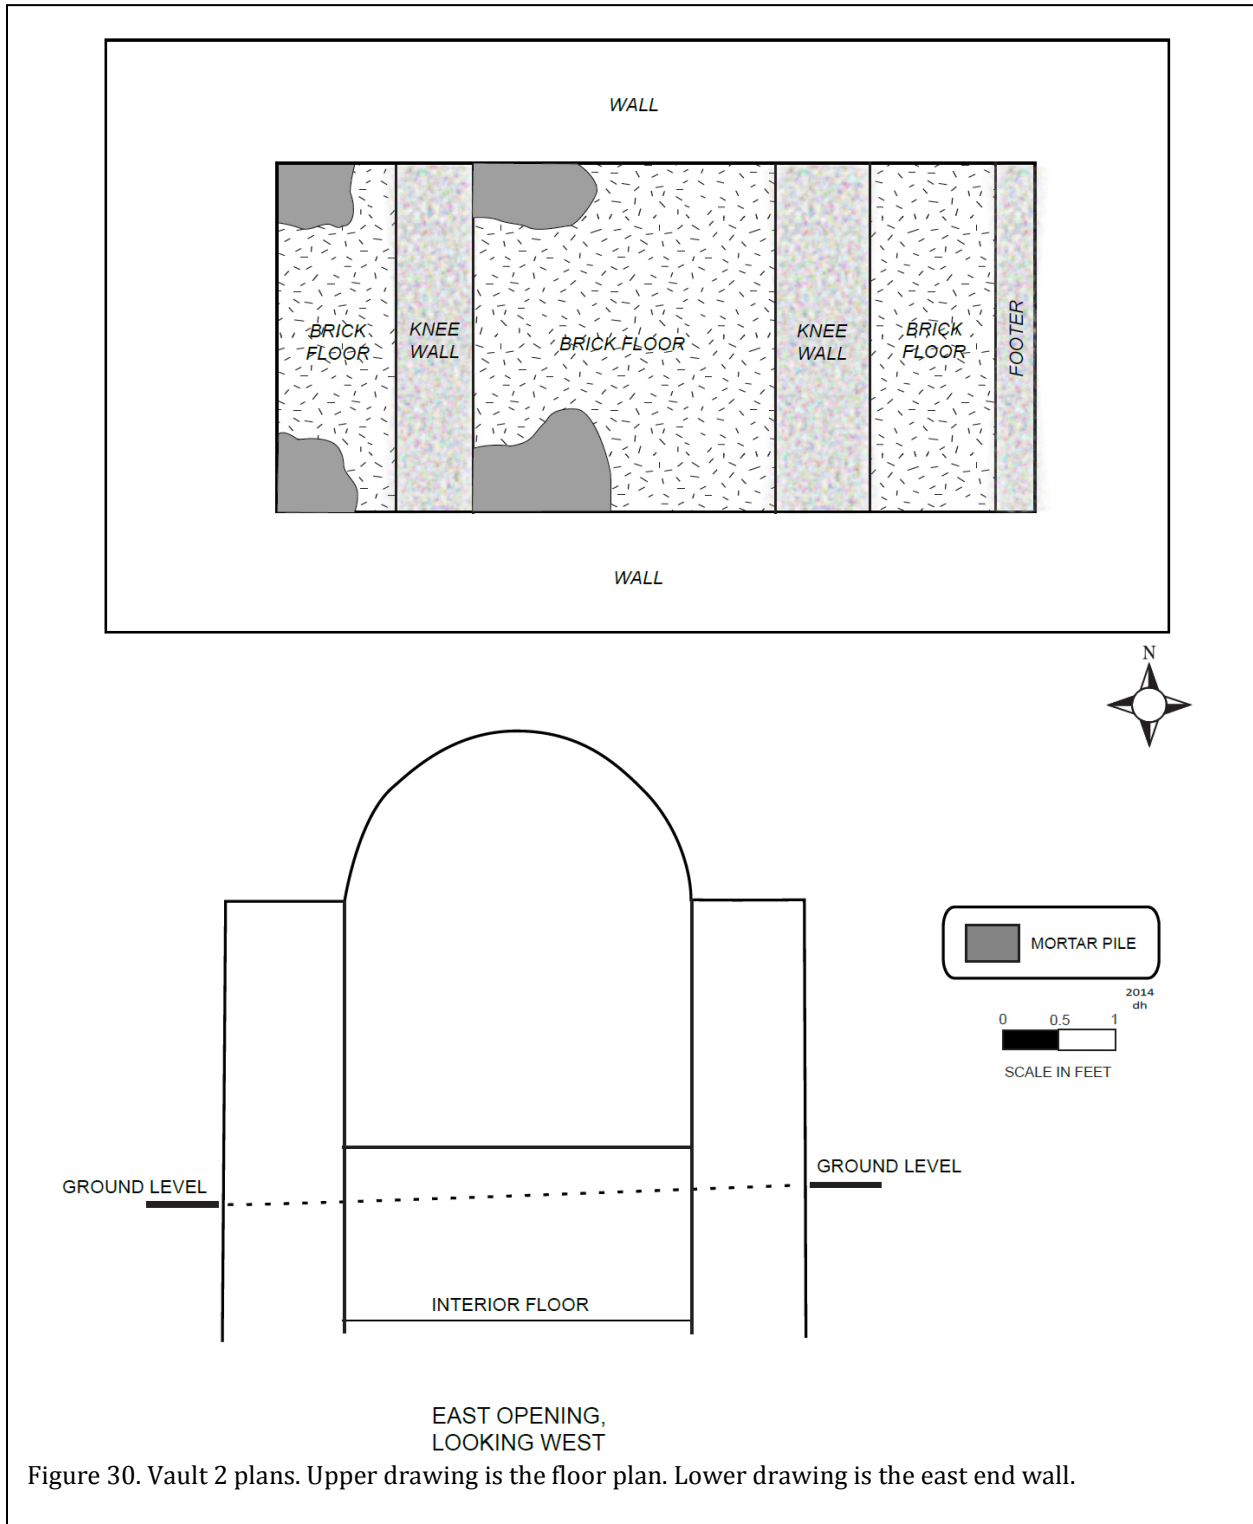 WALL
BRICK
FLOOR
KNEE
WALL
BRICK FLOOR
KNEE
WALL
BRICK
FLOOR
FOOTER
WALL
N
MORTAR PILE
2014
dh
0 0.5 1
SCALE IN FEET
GROUND LEVEL
GROUND LEVEL
INTERIOR FLOOR
EAST OPENING,
LOOKING WEST
Figure 30. Vault 2 plans. Upper drawing is the floor plan. Lower drawing is the east end wall.